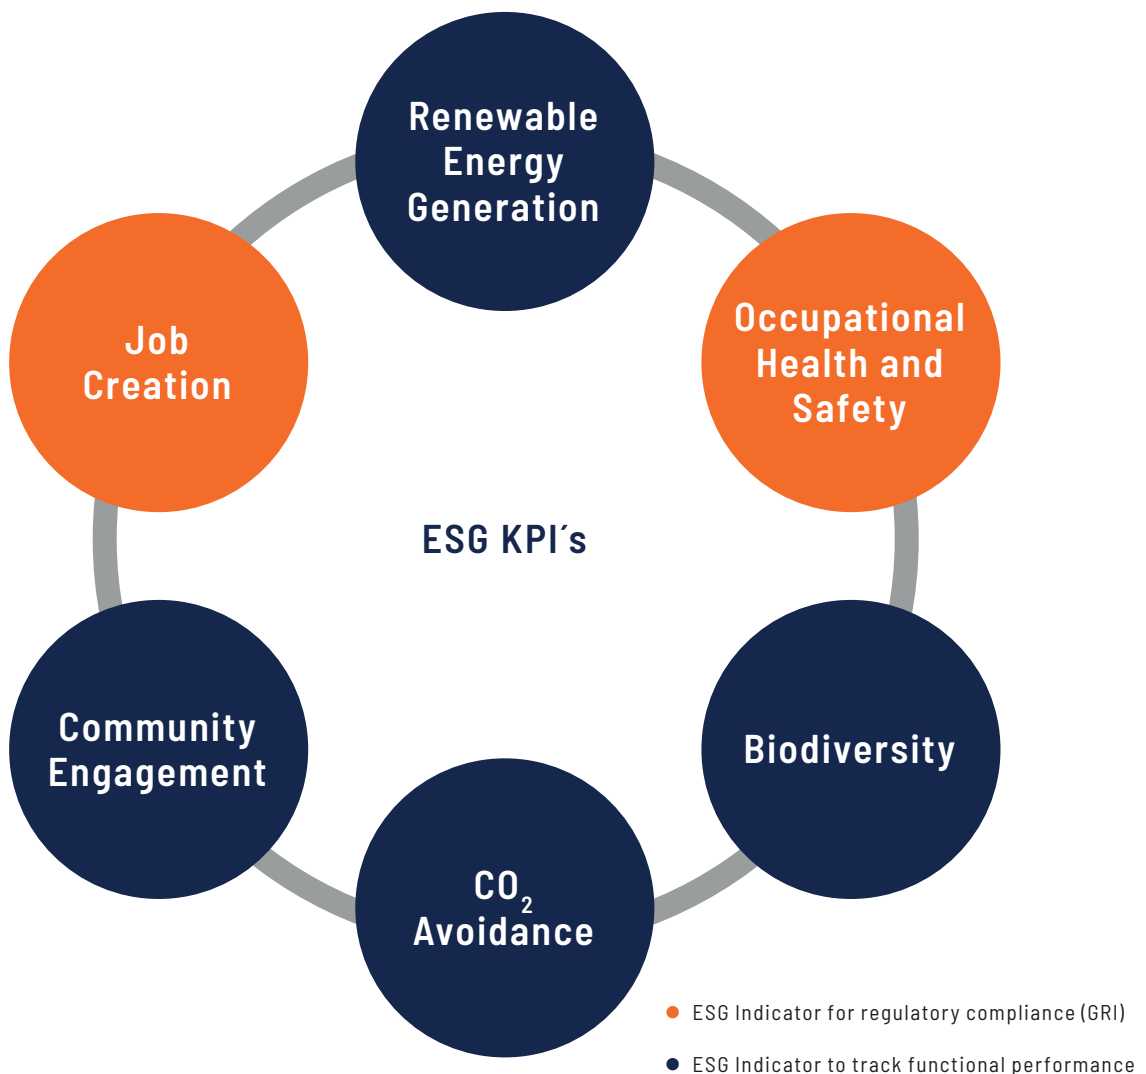 Renewable
Energy
Generation
Occupational
Health and
Safety
Job
Creation
ESG KPI´s
Community
Engagement
Biodiversity
CO₂
Avoidance
ESG Indicator for regulatory compliance (GRI)
ESG Indicator to track functional performance